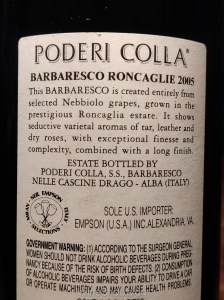 PODERI COLLA®
BARBARESCO RONCAGLIE 2005
This BARBARESCO is created entirely from
selected Nebbiolo grapes, grown in the
prestigious Roncaglia estate. It shows
seductive varietal aromas of tar, leather and
dry roses, with exceptional finesse and
complexity, combined with a long finish.
ESTATE BOTTLED BY
PODERI COLLA, S.S., BARBARESCO
NELLE CASCINE DRAGO - ALBA (ITALY)
NEIL EMPSON
SELECTIONS
SOLE U.S. IMPORTER:
EMPSON (U.S.A.) INC. ALEXANDRIA, VA.
GOVERNMENT WARNING: (1) ACCORDING TO THE SURGEON GENERAL
WOMEN SHOULD NOT DRINK ALCOHOLIC BEVERAGES DURING PREG-
NANCY BECAUSE OF THE RISK OF BIRTH DEFECTS. (2) CONSUMPTION
OF ALCOHOLIC BEVERAGES IMPAIRS YOUR ABILITY TO DRIVE A CAR
OR OPERATE MACHINERY, AND MAY CAUSE HEALTH